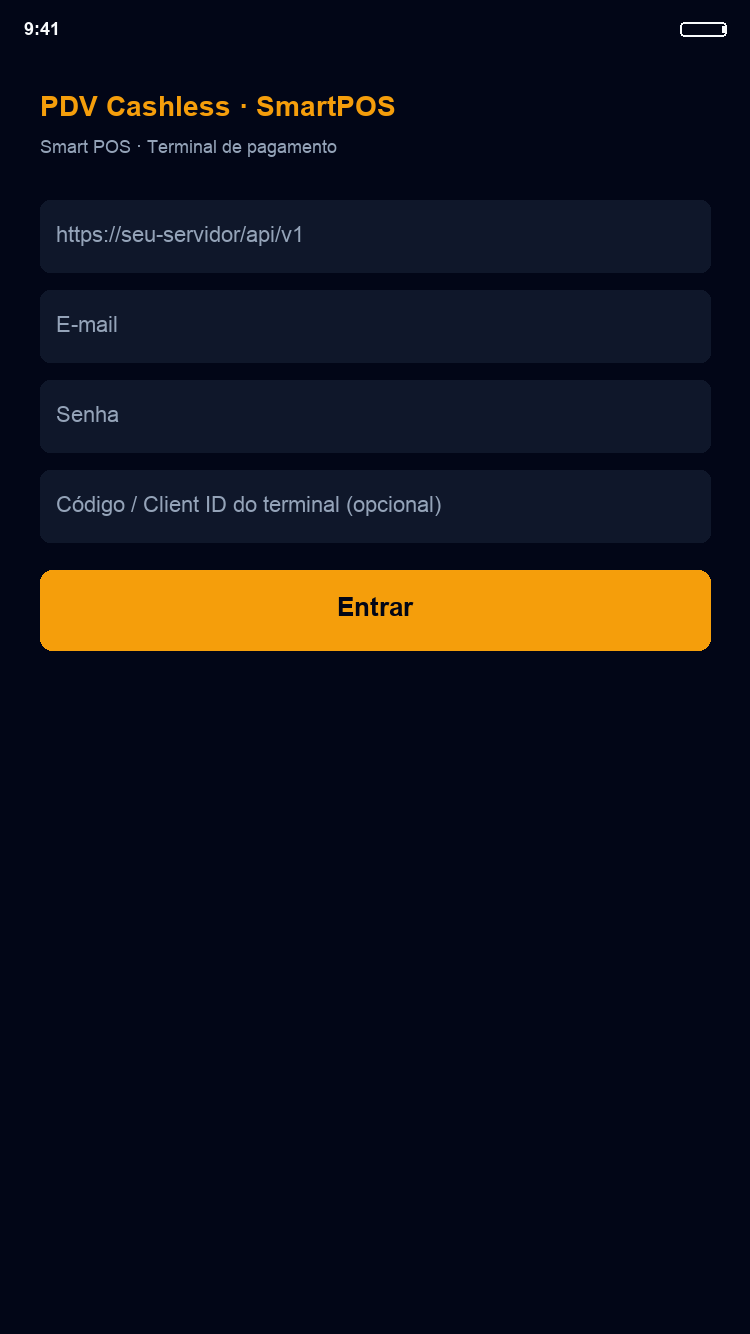 9:41
PDV Cashless · SmartPOS
Smart POS · Terminal de pagamento
https://seu-servidor/api/v1
E-mail
Senha
Código / Client ID do terminal (opcional)
Entrar